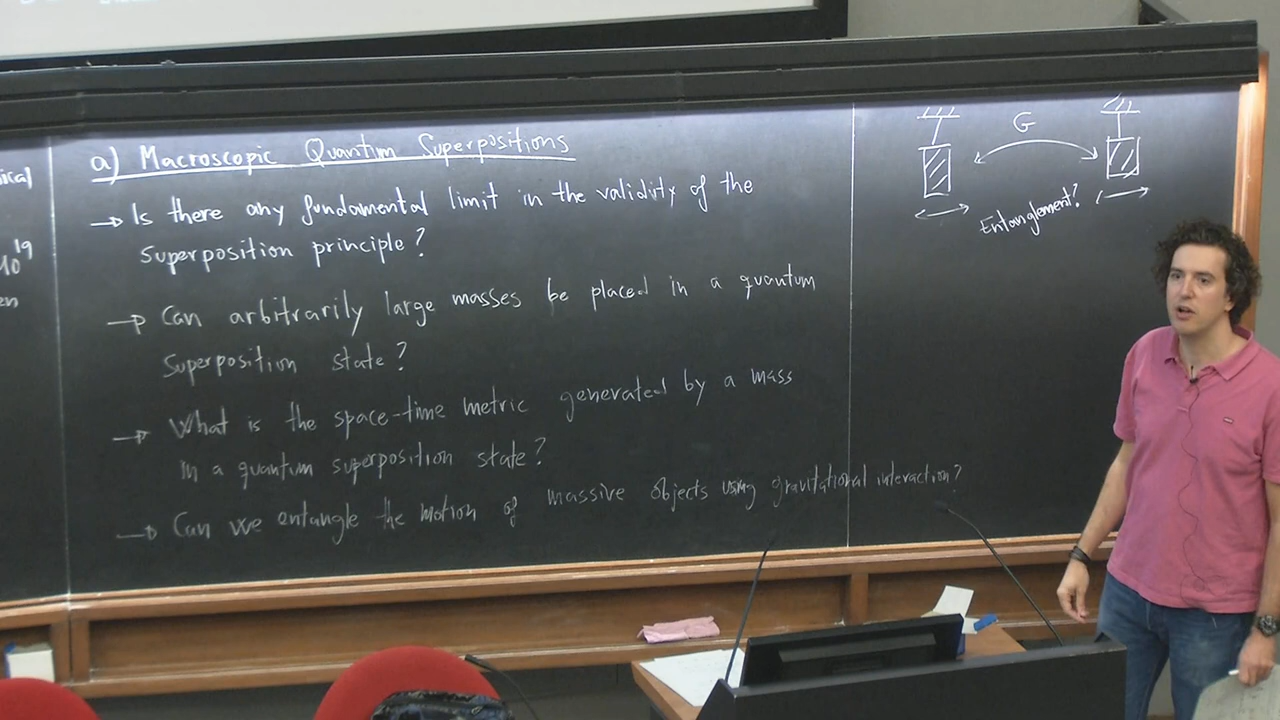 ical
10^19
en
a) Macroscopic Quantum Superpositions
→ Is there any fundamental limit in the validity of the
superposition principle?
→ Can arbitrarily large masses be placed in a quantum
superposition state?
→ What is the space-time metric generated by a mass
in a quantum superposition state?
→ Can we entangle the motion of massive objects using gravitational interaction?
G
Entanglement?